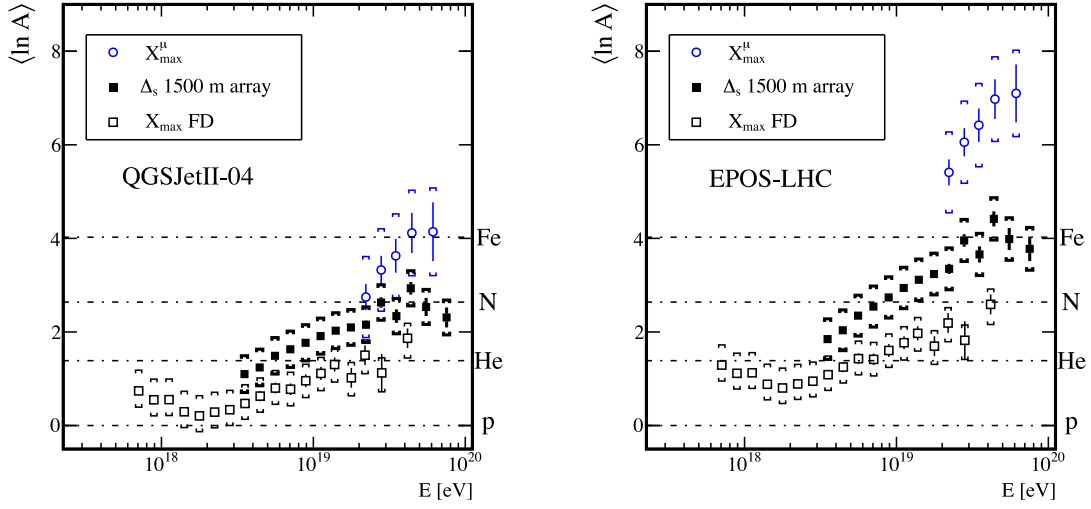 ⟨ln A⟩
8
6
4
2
0
X^μ_max
Δ_s 1500 m array
X_max FD
QGSJetII-04
Fe
N
He
p
10^18
10^19
10^20
E [eV]
⟨ln A⟩
8
6
4
2
0
X^μ_max
Δ_s 1500 m array
X_max FD
EPOS-LHC
Fe
N
He
p
10^18
10^19
10^20
E [eV]